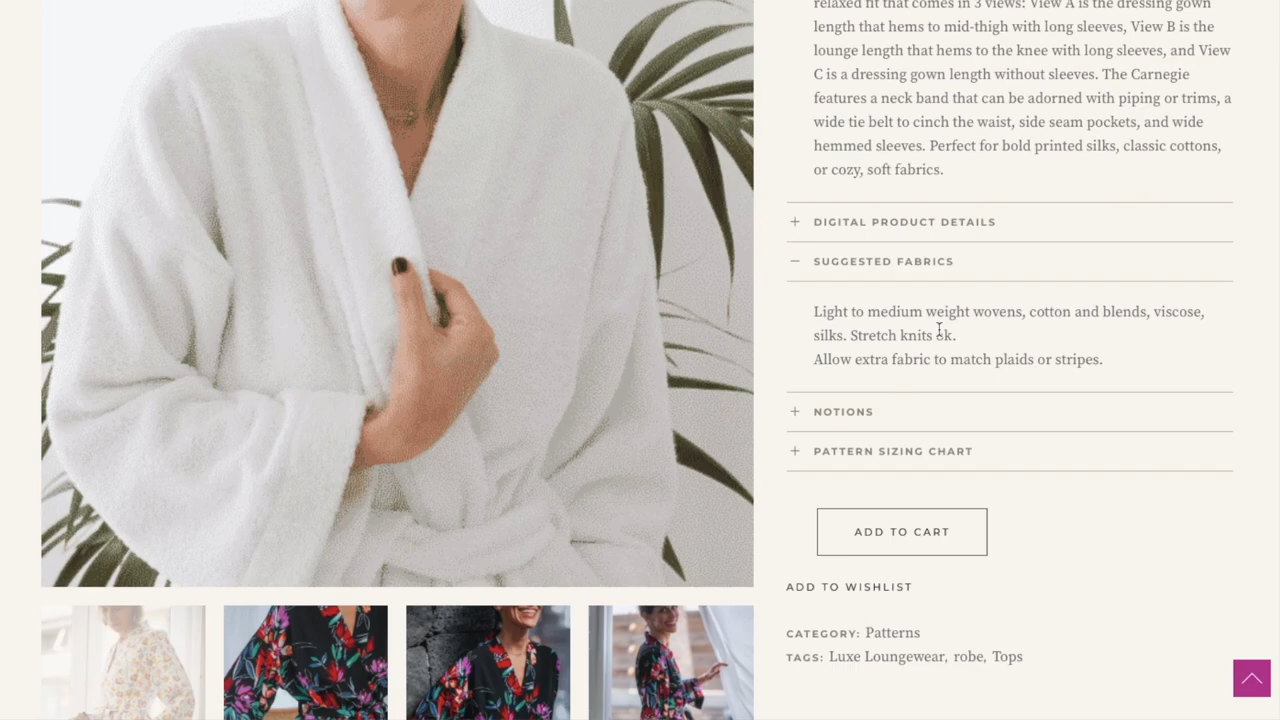 relaxed fit that comes in 3 views: View A is the dressing gown
length that hems to mid-thigh with long sleeves, View B is the
lounge length that hems to the knee with long sleeves, and View
C is a dressing gown length without sleeves. The Carnegie
features a neck band that can be adorned with piping or trims, a
wide tie belt to cinch the waist, side seam pockets, and wide
hemmed sleeves. Perfect for bold printed silks, classic cottons,
or cozy, soft fabrics.
+ DIGITAL PRODUCT DETAILS
− SUGGESTED FABRICS
Light to medium weight wovens, cotton and blends, viscose,
silks. Stretch knits ok.
Allow extra fabric to match plaids or stripes.
+ NOTIONS
+ PATTERN SIZING CHART
ADD TO CART
ADD TO WISHLIST
CATEGORY: Patterns
TAGS: Luxe Loungewear, robe, Tops